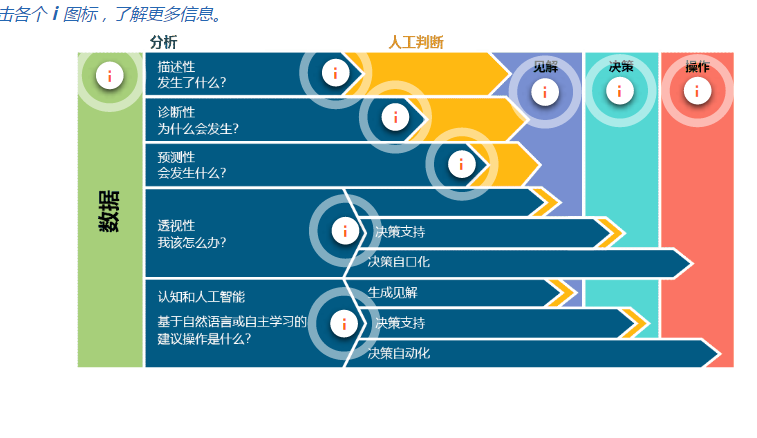 击各个 i 图标，了解更多信息。
分析
人工判断
描述性
发生了什么？
见解
决策
操作
诊断性
为什么会发生？
预测性
会发生什么？
数据
透视性
我该怎么办？
决策支持
决策自口化
认知和人工智能
基于自然语言或自主学习的
建议操作是什么？
生成见解
决策支持
决策自动化